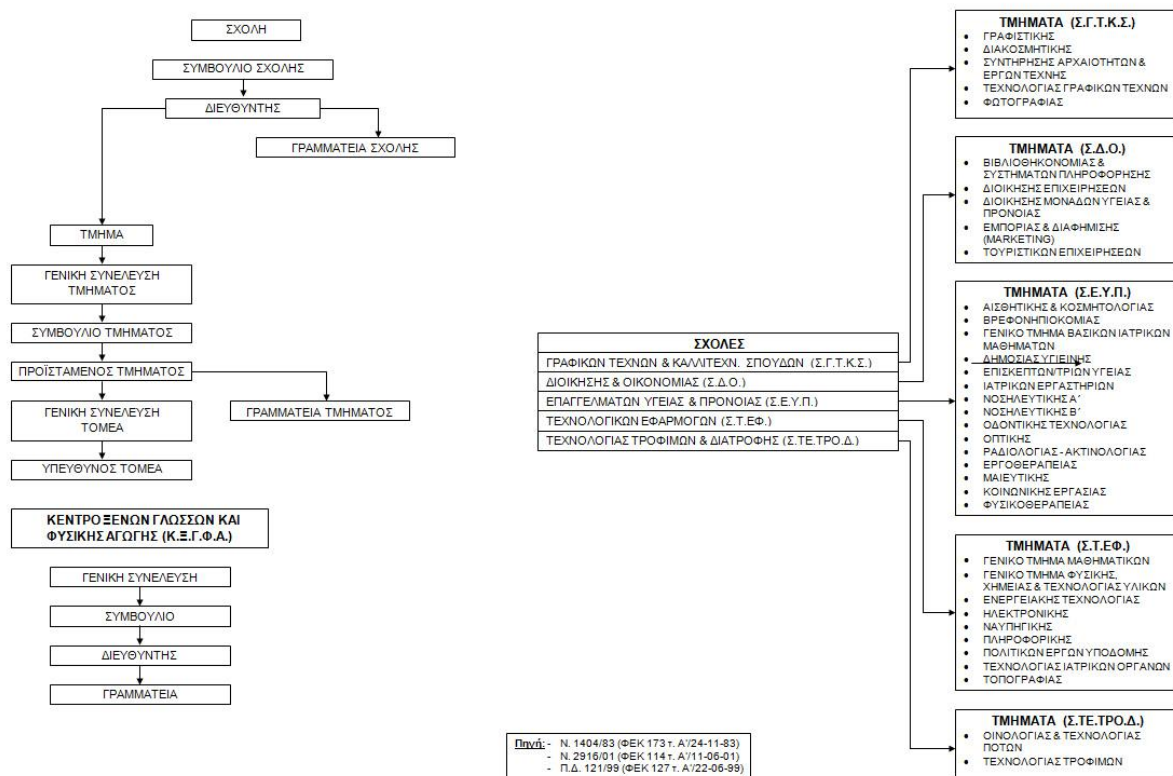 ΣΧΟΛΗ
ΣΥΜΒΟΥΛΙΟ ΣΧΟΛΗΣ
ΔΙΕΥΘΥΝΤΗΣ
ΓΡΑΜΜΑΤΕΙΑ ΣΧΟΛΗΣ
ΤΜΗΜΑ
ΓΕΝΙΚΗ ΣΥΝΕΛΕΥΣΗ
ΤΜΗΜΑΤΟΣ
ΣΥΜΒΟΥΛΙΟ ΤΜΗΜΑΤΟΣ
ΠΡΟΪΣΤΑΜΕΝΟΣ ΤΜΗΜΑΤΟΣ
ΓΕΝΙΚΗ ΣΥΝΕΛΕΥΣΗ
ΤΟΜΕΑ
ΓΡΑΜΜΑΤΕΙΑ ΤΜΗΜΑΤΟΣ
ΥΠΕΥΘΥΝΟΣ ΤΟΜΕΑ
ΚΕΝΤΡΟ ΞΕΝΩΝ ΓΛΩΣΣΩΝ ΚΑΙ
ΦΥΣΙΚΗΣ ΑΓΩΓΗΣ (Κ.Ξ.Γ.Φ.Α.)
ΓΕΝΙΚΗ ΣΥΝΕΛΕΥΣΗ
ΣΥΜΒΟΥΛΙΟ
ΔΙΕΥΘΥΝΤΗΣ
ΓΡΑΜΜΑΤΕΙΑ
ΣΧΟΛΕΣ
ΓΡΑΦΙΚΩΝ ΤΕΧΝΩΝ & ΚΑΛΛΙΤΕΧΝ. ΣΠΟΥΔΩΝ (Σ.Γ.Τ.Κ.Σ.)
ΔΙΟΙΚΗΣΗΣ & ΟΙΚΟΝΟΜΙΑΣ (Σ.Δ.Ο.)
ΕΠΑΓΓΕΛΜΑΤΩΝ ΥΓΕΙΑΣ & ΠΡΟΝΟΙΑΣ (Σ.Ε.Υ.Π.)
ΤΕΧΝΟΛΟΓΙΚΩΝ ΕΦΑΡΜΟΓΩΝ (Σ.Τ.ΕΦ.)
ΤΕΧΝΟΛΟΓΙΑΣ ΤΡΟΦΙΜΩΝ & ΔΙΑΤΡΟΦΗΣ (Σ.ΤΕ.ΤΡΟ.Δ.)
ΤΜΗΜΑΤΑ (Σ.Γ.Τ.Κ.Σ.)
• ΓΡΑΦΙΣΤΙΚΗΣ
• ΔΙΑΚΟΣΜΗΤΙΚΗΣ
• ΣΥΝΤΗΡΗΣΗΣ ΑΡΧΑΙΟΤΗΤΩΝ &
ΕΡΓΩΝ ΤΕΧΝΗΣ
• ΤΕΧΝΟΛΟΓΙΑΣ ΓΡΑΦΙΚΩΝ ΤΕΧΝΩΝ
• ΦΩΤΟΓΡΑΦΙΑΣ
ΤΜΗΜΑΤΑ (Σ.Δ.Ο.)
• ΒΙΒΛΙΟΘΗΚΟΝΟΜΙΑΣ &
ΣΥΣΤΗΜΑΤΩΝ ΠΛΗΡΟΦΟΡΗΣΗΣ
• ΔΙΟΙΚΗΣΗΣ ΕΠΙΧΕΙΡΗΣΕΩΝ
• ΔΙΟΙΚΗΣΗΣ ΜΟΝΑΔΩΝ ΥΓΕΙΑΣ &
ΠΡΟΝΟΙΑΣ
• ΕΜΠΟΡΙΑΣ & ΔΙΑΦΗΜΙΣΗΣ
(MARKETING)
• ΤΟΥΡΙΣΤΙΚΩΝ ΕΠΙΧΕΙΡΗΣΕΩΝ
ΤΜΗΜΑΤΑ (Σ.Ε.Υ.Π.)
• ΑΙΣΘΗΤΙΚΗΣ & ΚΟΣΜΗΤΟΛΟΓΙΑΣ
• ΒΡΕΦΟΝΗΠΙΟΚΟΜΙΑΣ
• ΓΕΝΙΚΟ ΤΜΗΜΑ ΒΑΣΙΚΩΝ ΙΑΤΡΙΚΩΝ
ΜΑΘΗΜΑΤΩΝ
• ΔΗΜΟΣΙΑΣ ΥΓΙΕΙΝΗΣ
• ΕΠΙΣΚΕΠΤΩΝ/ΤΡΙΩΝ ΥΓΕΙΑΣ
• ΙΑΤΡΙΚΩΝ ΕΡΓΑΣΤΗΡΙΩΝ
• ΝΟΣΗΛΕΥΤΙΚΗΣ Α΄
• ΝΟΣΗΛΕΥΤΙΚΗΣ Β΄
• ΟΔΟΝΤΙΚΗΣ ΤΕΧΝΟΛΟΓΙΑΣ
• ΟΠΤΙΚΗΣ
• ΡΑΔΙΟΛΟΓΙΑΣ - ΑΚΤΙΝΟΛΟΓΙΑΣ
• ΕΡΓΟΘΕΡΑΠΕΙΑΣ
• ΜΑΙΕΥΤΙΚΗΣ
• ΚΟΙΝΩΝΙΚΗΣ ΕΡΓΑΣΙΑΣ
• ΦΥΣΙΚΟΘΕΡΑΠΕΙΑΣ
ΤΜΗΜΑΤΑ (Σ.Τ.ΕΦ.)
• ΓΕΝΙΚΟ ΤΜΗΜΑ ΜΑΘΗΜΑΤΙΚΩΝ
• ΓΕΝΙΚΟ ΤΜΗΜΑ ΦΥΣΙΚΗΣ,
ΧΗΜΕΙΑΣ & ΤΕΧΝΟΛΟΓΙΑΣ ΥΛΙΚΩΝ
• ΕΝΕΡΓΕΙΑΚΗΣ ΤΕΧΝΟΛΟΓΙΑΣ
• ΗΛΕΚΤΡΟΝΙΚΗΣ
• ΝΑΥΠΗΓΙΚΗΣ
• ΠΛΗΡΟΦΟΡΙΚΗΣ
• ΠΟΛΙΤΙΚΩΝ ΕΡΓΩΝ ΥΠΟΔΟΜΗΣ
• ΤΕΧΝΟΛΟΓΙΑΣ ΙΑΤΡΙΚΩΝ ΟΡΓΑΝΩΝ
• ΤΟΠΟΓΡΑΦΙΑΣ
ΤΜΗΜΑΤΑ (Σ.ΤΕ.ΤΡΟ.Δ.)
• ΟΙΝΟΛΟΓΙΑΣ & ΤΕΧΝΟΛΟΓΙΑΣ
ΠΟΤΩΝ
• ΤΕΧΝΟΛΟΓΙΑΣ ΤΡΟΦΙΜΩΝ
Πηγή: - Ν. 1404/83 (ΦΕΚ 173 τ. Α'/24-11-83)
- Ν. 2916/01 (ΦΕΚ 114 τ. Α'/11-06-01)
- Π.Δ. 121/99 (ΦΕΚ 127 τ. Α'/22-06-99)